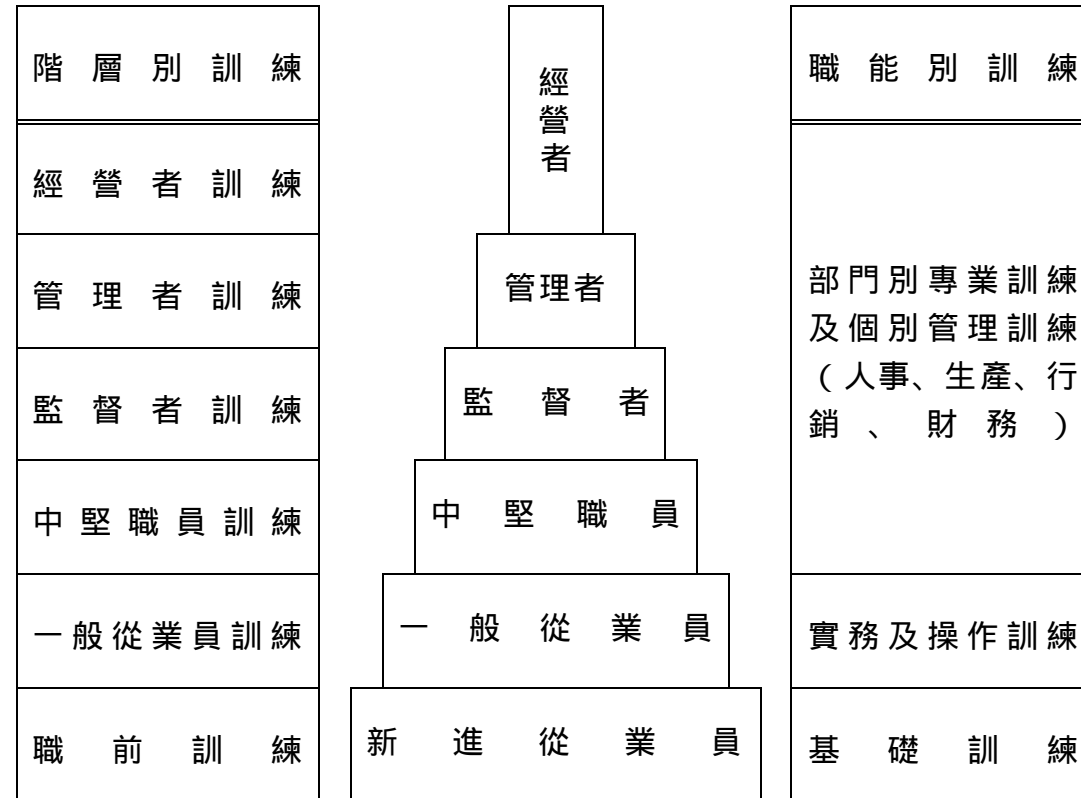 階層別訓練
經營者訓練
管理者訓練
監督者訓練
中堅職員訓練
一般從業員訓練
職前訓練
經營者
管理者
監督者
中堅職員
一般從業員
新進從業員
職能別訓練
部門別專業訓練
及個別管理訓練
（人事、生產、行
銷、財務）
實務及操作訓練
基礎訓練